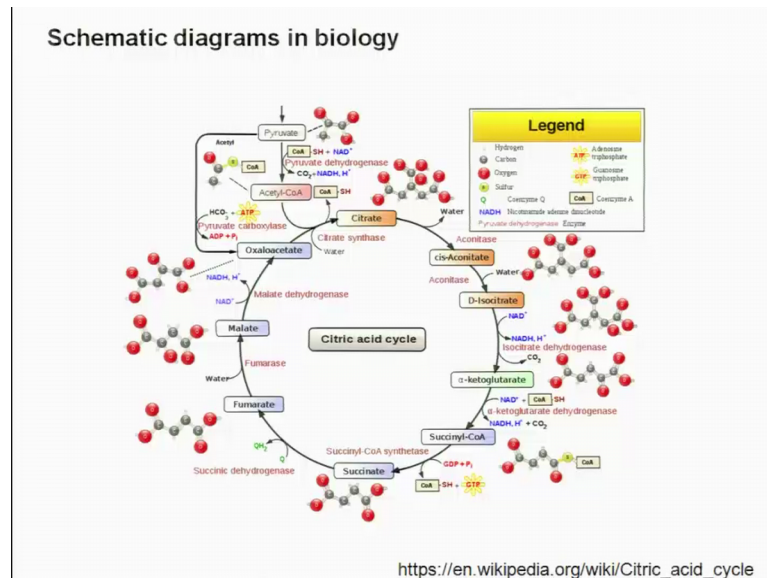 Schematic diagrams in biology
Pyruvate
Acetyl
CoA -SH + NAD⁺
Pyruvate dehydrogenase
CO₂ + NADH, H⁺
CoA
Acetyl-CoA
CoA -SH
HCO₃ + ATP
Pyruvate carboxylase
ADP + Pᵢ
Citrate
Water
Citrate synthase
Water
Aconitase
cis-Aconitate
Aconitase
Water
D-Isocitrate
NAD⁺
NADH, H⁺
Isocitrate dehydrogenase
CO₂
α-ketoglutarate
NAD⁺ + CoA -SH
α-ketoglutarate dehydrogenase
NADH, H⁺ + CO₂
Succinyl-CoA
CoA
Succinyl-CoA synthetase
GDP + Pᵢ
CoA -SH + GTP
Succinate
QH₂
Q
Succinic dehydrogenase
Fumarate
Water
Fumarase
Malate
NADH, H⁺
NAD⁺
Malate dehydrogenase
Oxaloacetate
Citric acid cycle
Legend
Hydrogen
Carbon
Oxygen
Sulfur
Q Coenzyme Q
NADH Nicotinamide adenine dinucleotide
Pyruvate dehydrogenase Enzyme
ATP Adenosine triphosphate
GTP Guanosine triphosphate
CoA Coenzyme A
https://en.wikipedia.org/wiki/Citric_acid_cycle